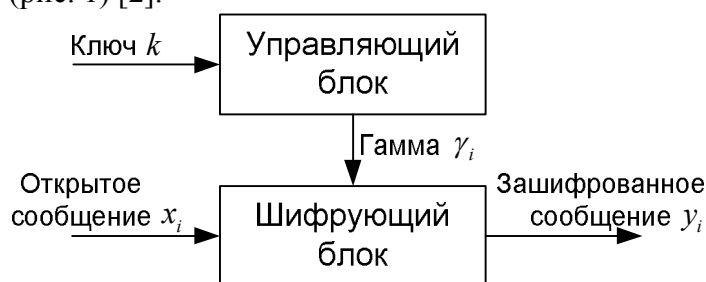 (рис. 1) [2].
Ключ k
Управляющий
блок
Гамма γᵢ
Открытое
сообщение xᵢ
Шифрующий
блок
Зашифрованное
сообщение yᵢ